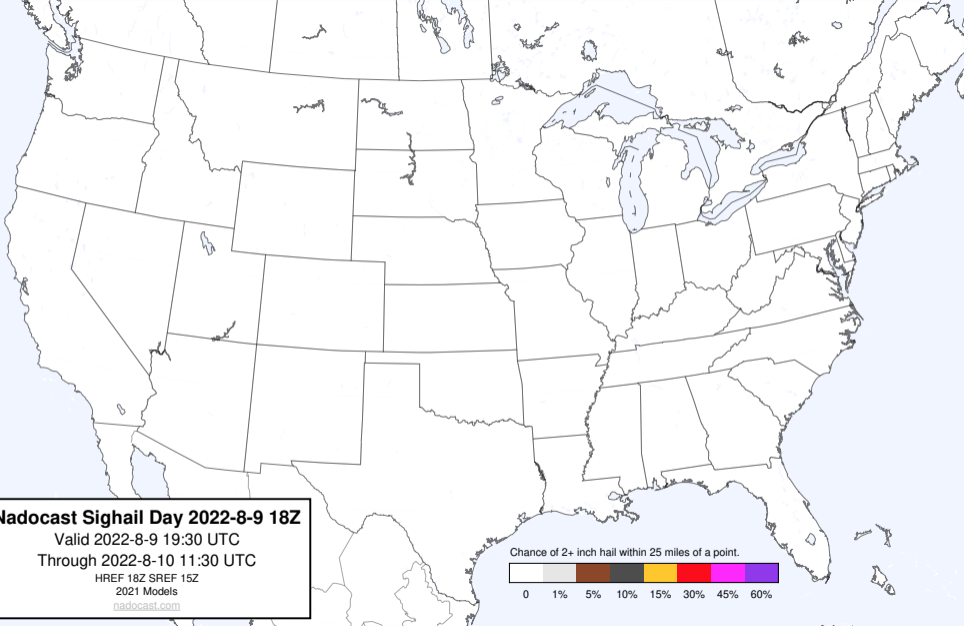 Nadocast Sighail Day 2022-8-9 18Z
Valid 2022-8-9 19:30 UTC
Through 2022-8-10 11:30 UTC
HREF 18Z SREF 15Z
2021 Models
nadocast.com
Chance of 2+ inch hail within 25 miles of a point.
0 1% 5% 10% 15% 30% 45% 60%